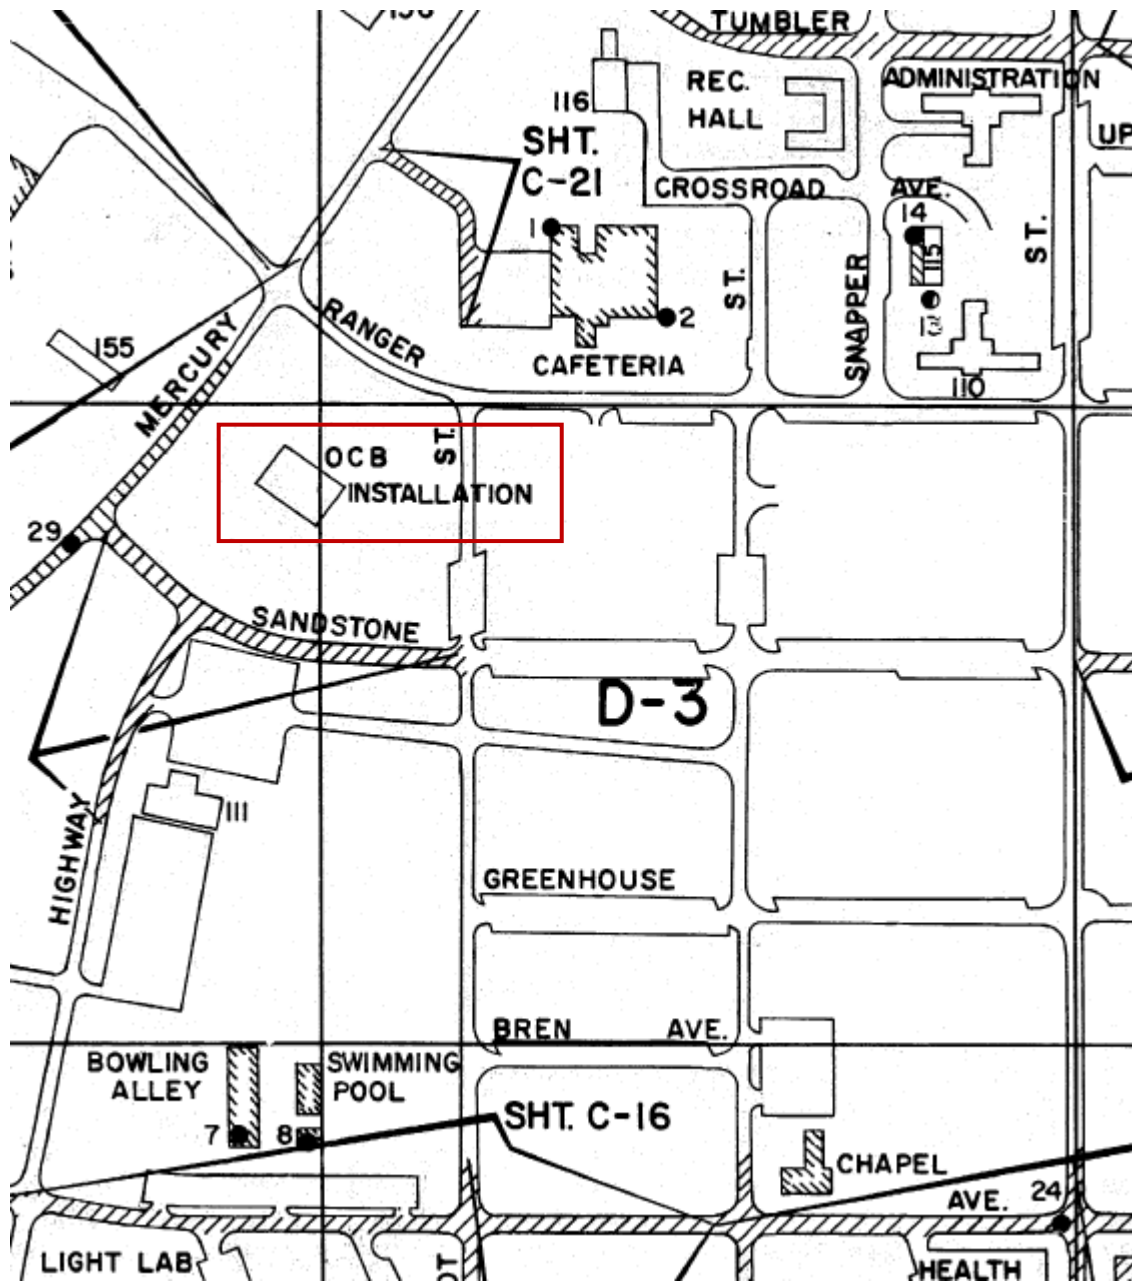 TUMBLER
REC.
HALL
ADMINISTRATION
116
UP
SHT.
C-21
CROSSROAD
AVE.
14
1
115
ST.
ST.
SNAPPER
2
RANGER
155
MERCURY
CAFETERIA
110
OCB
INSTALLATION
ST.
29
SANDSTONE
D-3
111
HIGHWAY
GREENHOUSE
BREN AVE.
BOWLING
ALLEY
SWIMMING
POOL
7
8
SHT. C-16
CHAPEL
AVE.
24
LIGHT LAB
HEALTH